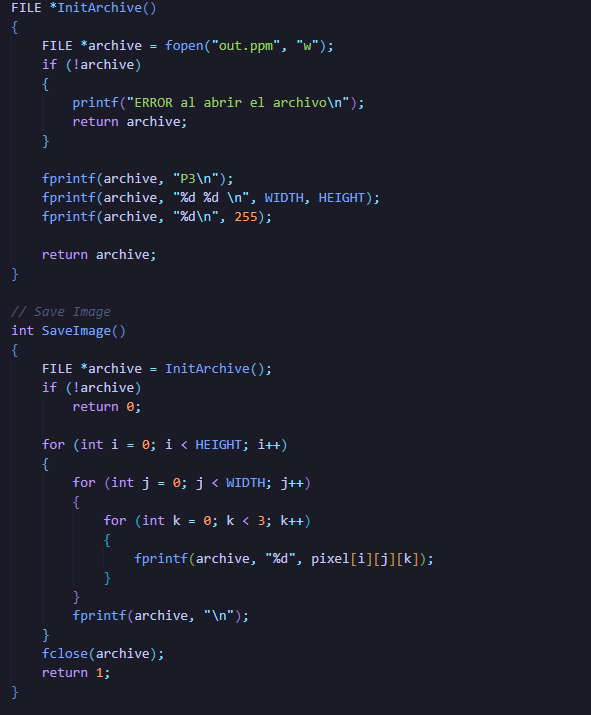 FILE *InitArchive()
{
    FILE *archive = fopen("out.ppm", "w");
    if (!archive)
    {
        printf("ERROR al abrir el archivo\n");
        return archive;
    }

    fprintf(archive, "P3\n");
    fprintf(archive, "%d %d \n", WIDTH, HEIGHT);
    fprintf(archive, "%d\n", 255);

    return archive;
}

// Save Image
int SaveImage()
{
    FILE *archive = InitArchive();
    if (!archive)
        return 0;

    for (int i = 0; i < HEIGHT; i++)
    {
        for (int j = 0; j < WIDTH; j++)
        {
            for (int k = 0; k < 3; k++)
            {
                fprintf(archive, "%d", pixel[i][j][k]);
            }
        }
        fprintf(archive, "\n");
    }
    fclose(archive);
    return 1;
}